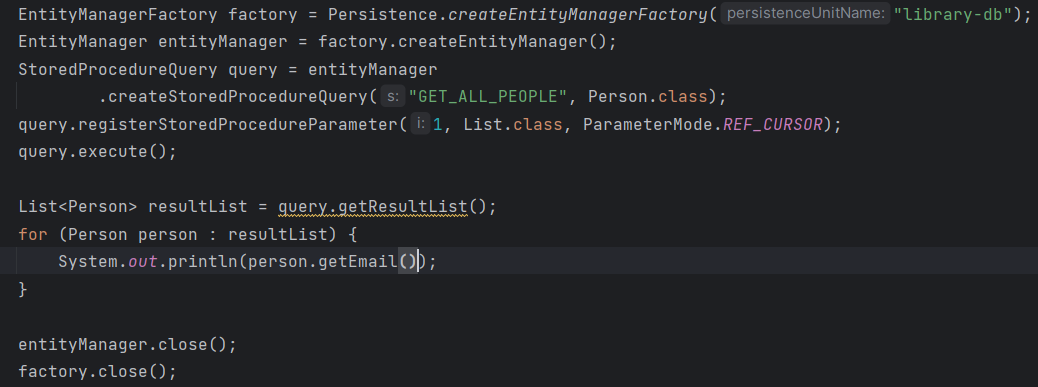 EntityManagerFactory factory = Persistence.createEntityManagerFactory( persistenceUnitName: "library-db");
EntityManager entityManager = factory.createEntityManager();
StoredProcedureQuery query = entityManager
        .createStoredProcedureQuery( s: "GET_ALL_PEOPLE", Person.class);
query.registerStoredProcedureParameter( i: 1, List.class, ParameterMode.REF_CURSOR);
query.execute();

List<Person> resultList = query.getResultList();
for (Person person : resultList) {
    System.out.println(person.getEmail());
}

entityManager.close();
factory.close();